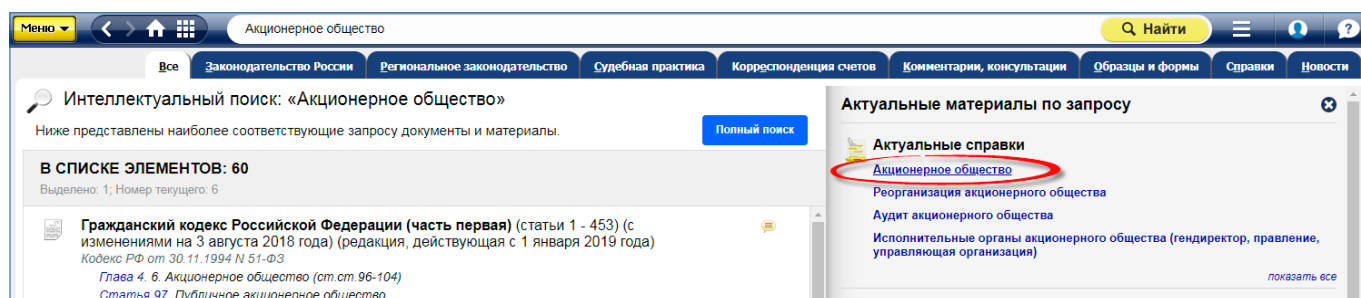 Меню
Акционерное общество
Найти
Все
Законодательство России
Региональное законодательство
Судебная практика
Корреспонденция счетов
Комментарии, консультации
Образцы и формы
Справки
Новости
Интеллектуальный поиск: «Акционерное общество»
Ниже представлены наиболее соответствующие запросу документы и материалы.
Полный поиск
В СПИСКЕ ЭЛЕМЕНТОВ: 60
Выделено: 1; Номер текущего: 6
Гражданский кодекс Российской Федерации (часть первая) (статьи 1 - 453) (с
изменениями на 3 августа 2018 года) (редакция, действующая с 1 января 2019 года)
Кодекс РФ от 30.11.1994 N 51-ФЗ
Глава 4. 6. Акционерное общество (ст.ст.96-104)
Статья 97. Публичное акционерное общество
Актуальные материалы по запросу
Актуальные справки
Акционерное общество
Реорганизация акционерного общества
Аудит акционерного общества
Исполнительные органы акционерного общества (гендиректор, правление,
управляющая организация)
показать все